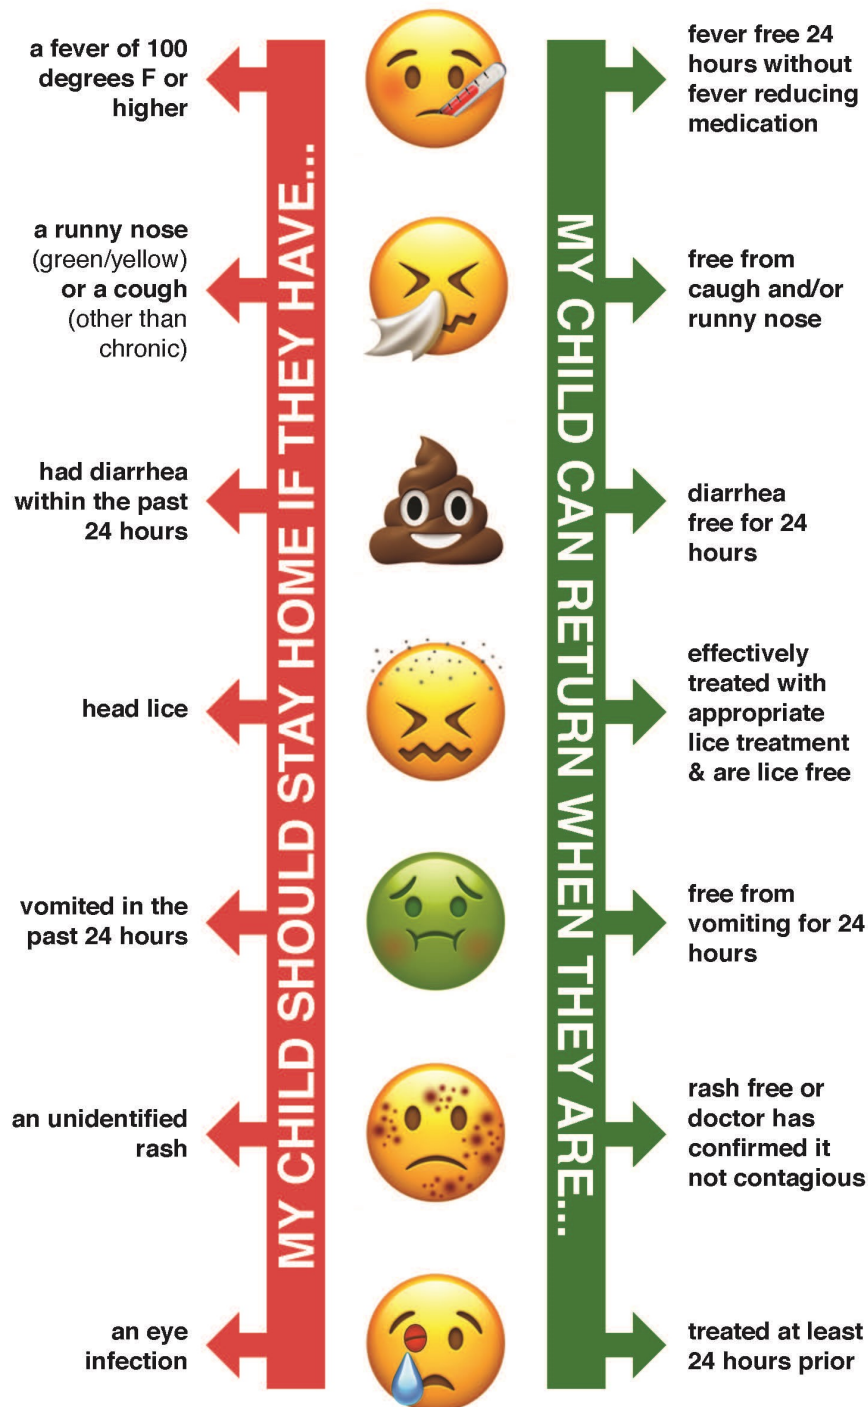 MY CHILD SHOULD STAY HOME IF THEY HAVE...
MY CHILD CAN RETURN WHEN THEY ARE...
a fever of 100
degrees F or
higher
fever free 24
hours without
fever reducing
medication
a runny nose
(green/yellow)
or a cough
(other than
chronic)
free from
caugh and/or
runny nose
had diarrhea
within the past
24 hours
diarrhea
free for 24
hours
head lice
effectively
treated with
appropriate
lice treatment
& are lice free
vomited in the
past 24 hours
free from
vomiting for 24
hours
an unidentified
rash
rash free or
doctor has
confirmed it
not contagious
an eye
infection
treated at least
24 hours prior